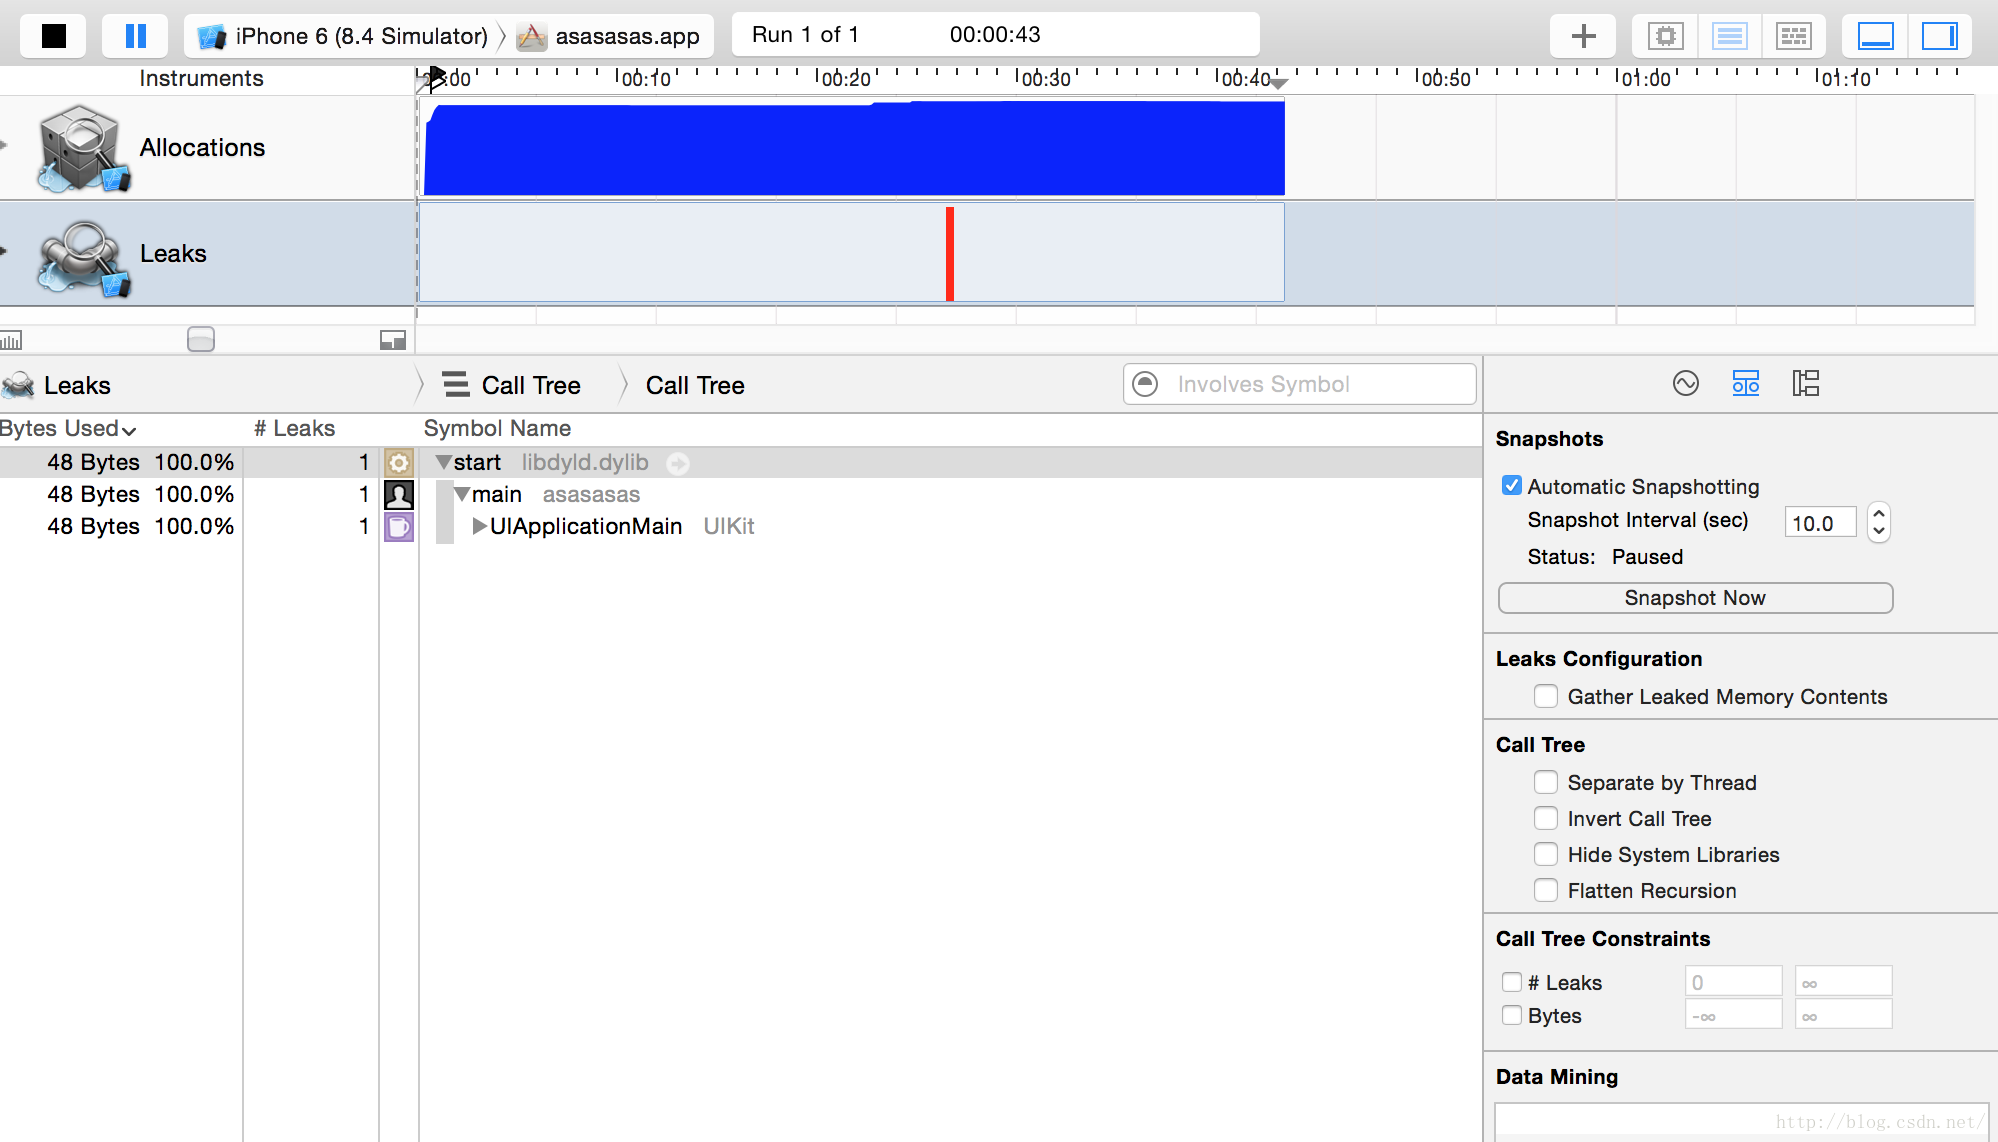 iPhone 6 (8.4 Simulator) asasasas.app Run 1 of 1 00:00:43
Instruments
00:10 00:20 00:30 00:40 00:50 01:00 01:10
Allocations
Leaks
Leaks Call Tree Call Tree Involves Symbol
Bytes Used # Leaks Symbol Name
48 Bytes 100.0% 1 start libdyld.dylib
48 Bytes 100.0% 1 main asasasas
48 Bytes 100.0% 1 UIApplicationMain UIKit
Snapshots
Automatic Snapshotting
Snapshot Interval (sec) 10.0
Status: Paused
Snapshot Now
Leaks Configuration
Gather Leaked Memory Contents
Call Tree
Separate by Thread
Invert Call Tree
Hide System Libraries
Flatten Recursion
Call Tree Constraints
# Leaks 0 ∞
Bytes -∞ ∞
Data Mining
http://blog.csdn.net/